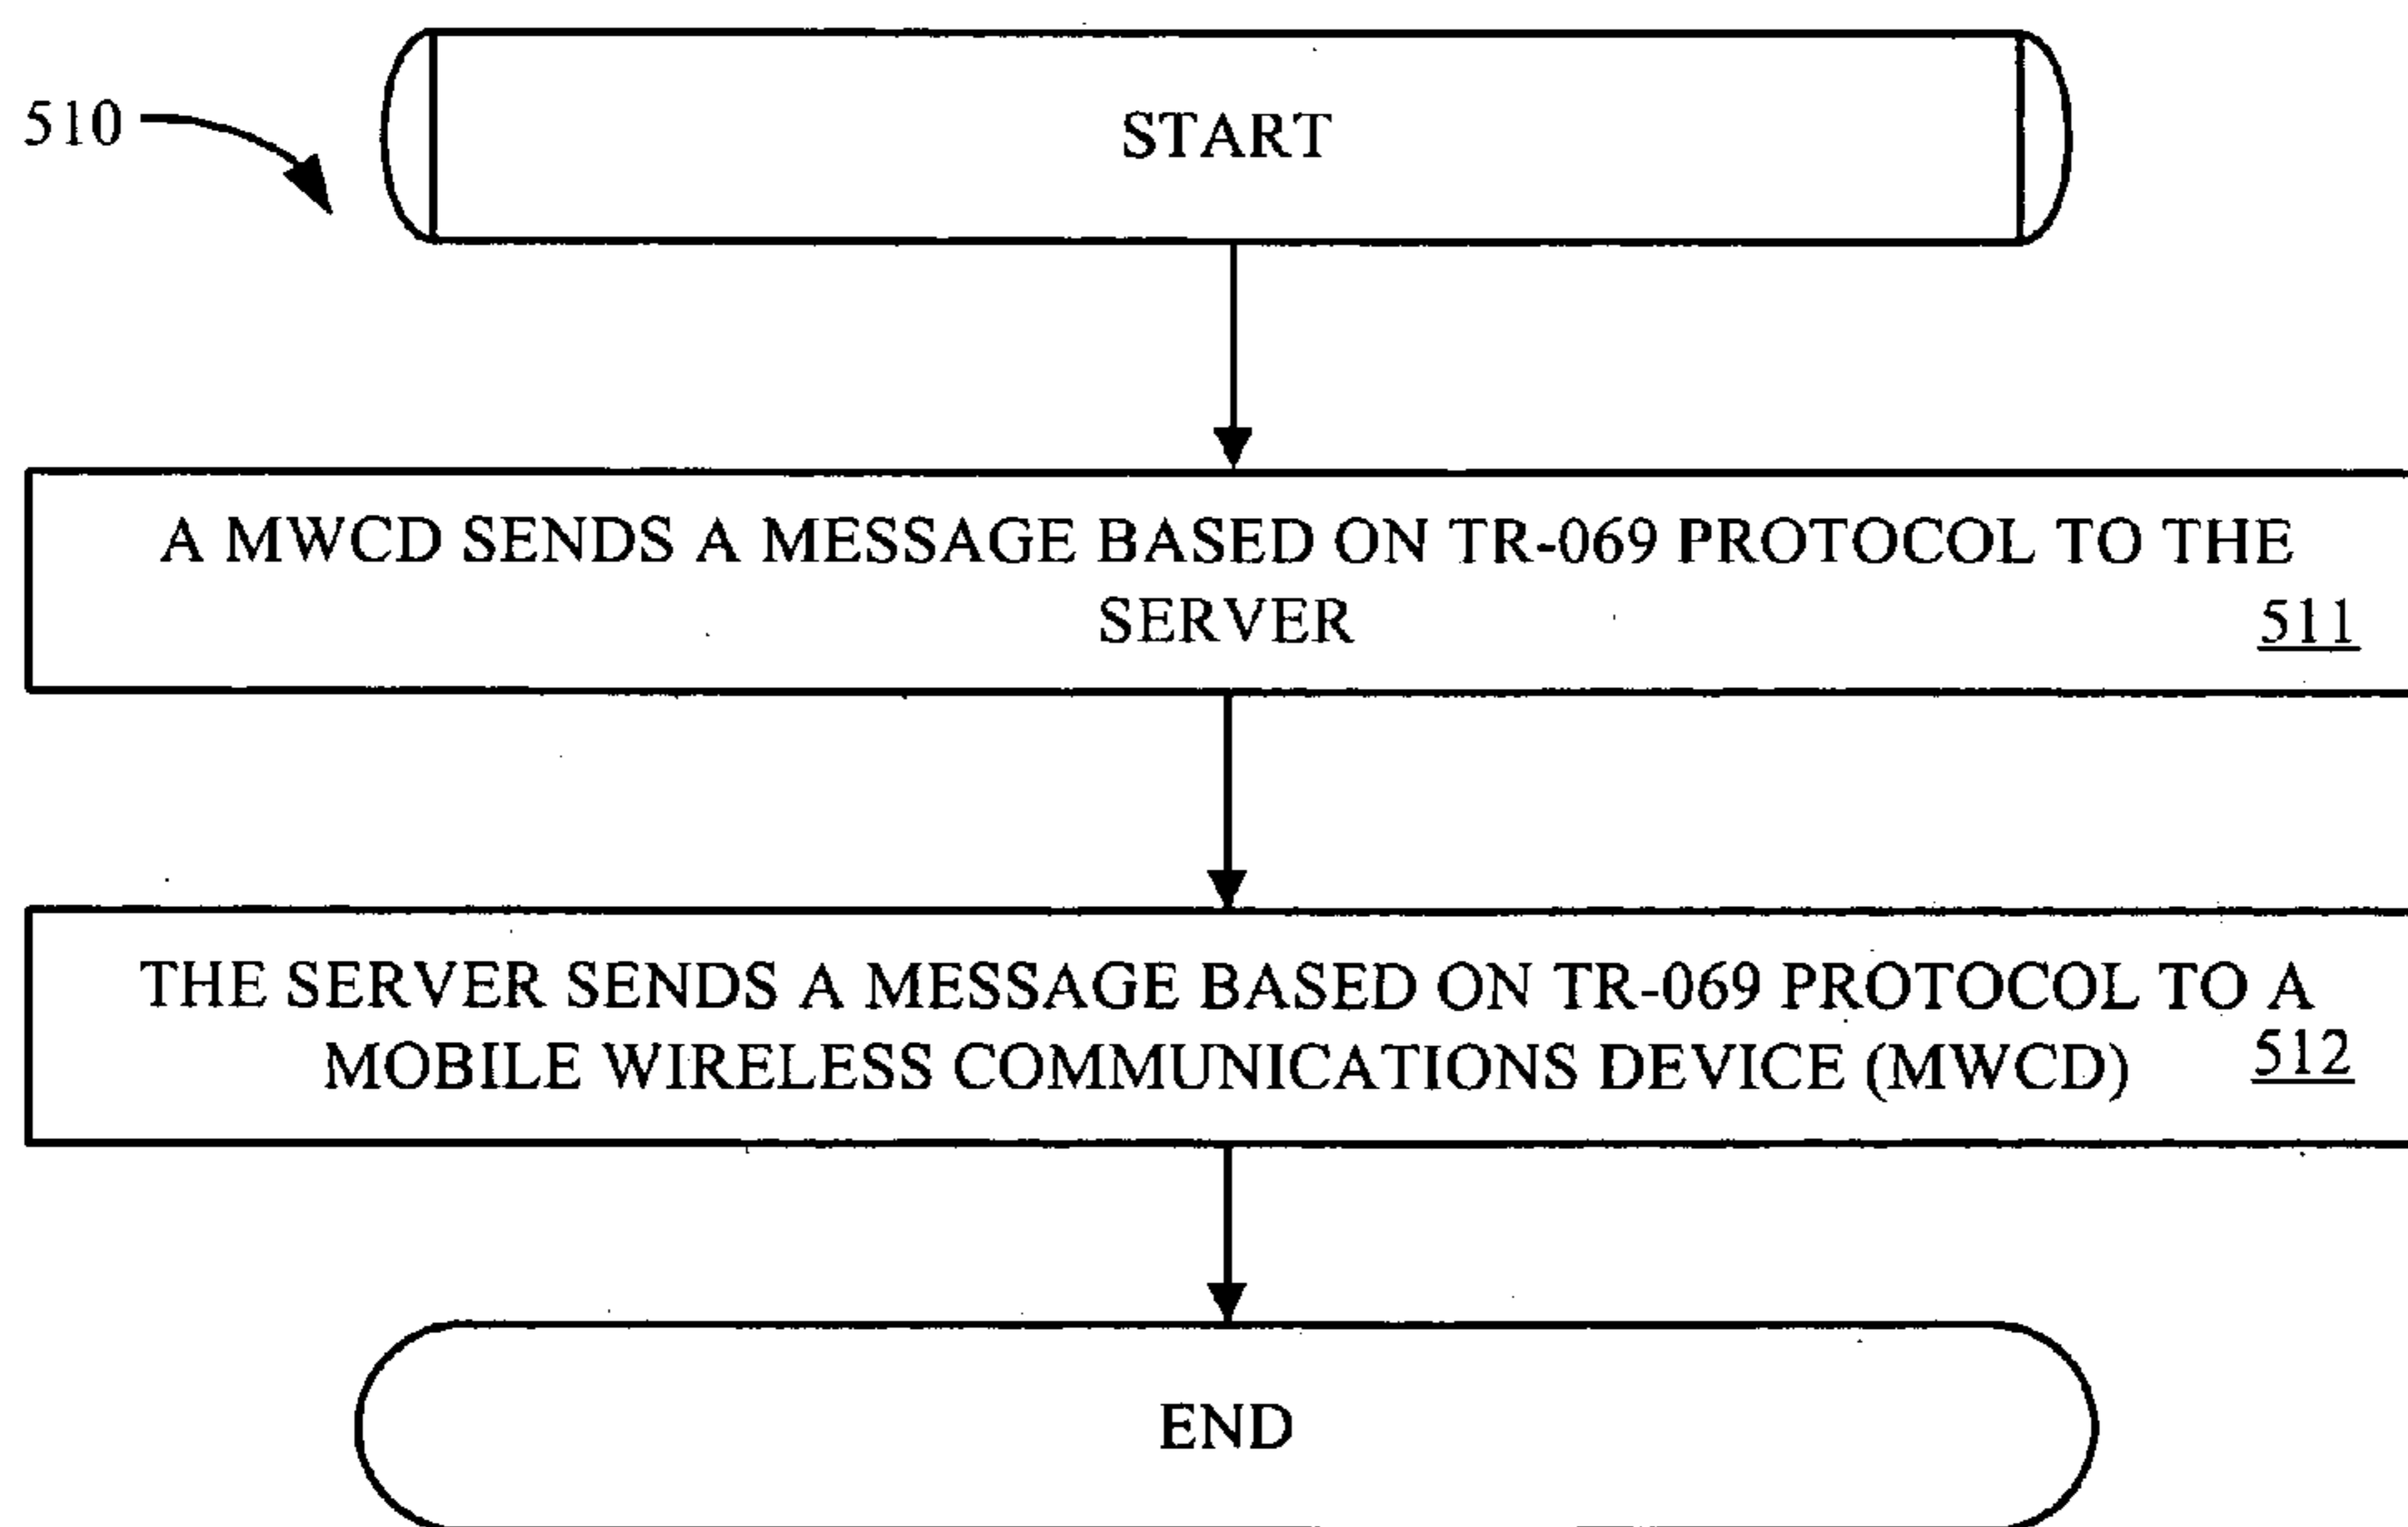 510
START
A MWCD SENDS A MESSAGE BASED ON TR-069 PROTOCOL TO THE
SERVER
511
THE SERVER SENDS A MESSAGE BASED ON TR-069 PROTOCOL TO A
MOBILE WIRELESS COMMUNICATIONS DEVICE (MWCD)
512
END